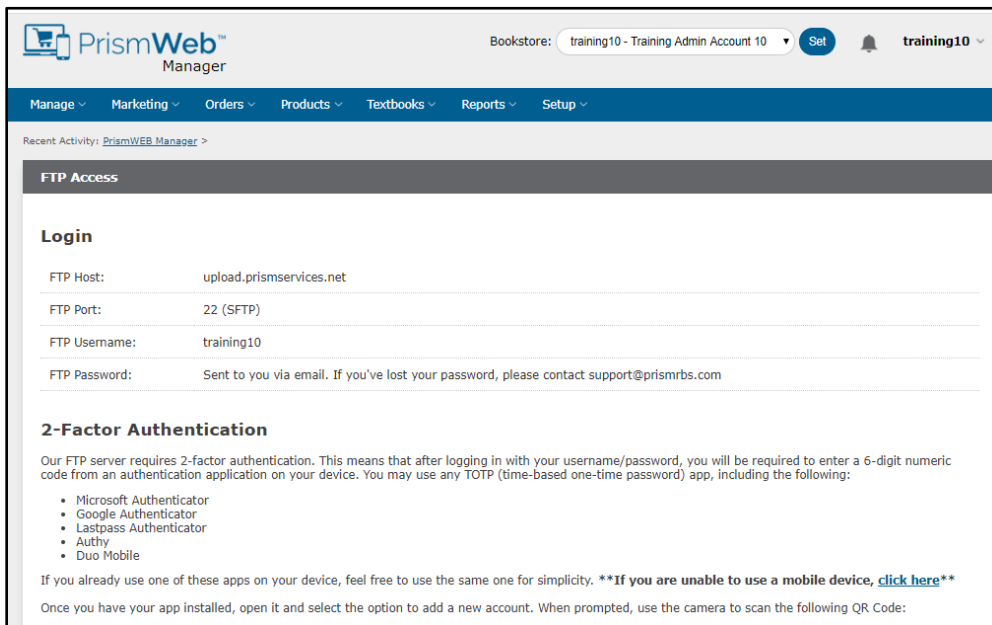 PrismWeb™
Manager
Bookstore: training10 - Training Admin Account 10 Set training10
Manage Marketing Orders Products Textbooks Reports Setup
Recent Activity: PrismWEB Manager >
FTP Access
Login
FTP Host: upload.prismservices.net
FTP Port: 22 (SFTP)
FTP Username: training10
FTP Password: Sent to you via email. If you've lost your password, please contact support@prismrbs.com
2-Factor Authentication
Our FTP server requires 2-factor authentication. This means that after logging in with your username/password, you will be required to enter a 6-digit numeric
code from an authentication application on your device. You may use any TOTP (time-based one-time password) app, including the following:
• Microsoft Authenticator
• Google Authenticator
• Lastpass Authenticator
• Authy
• Duo Mobile
If you already use one of these apps on your device, feel free to use the same one for simplicity. **If you are unable to use a mobile device, click here**
Once you have your app installed, open it and select the option to add a new account. When prompted, use the camera to scan the following QR Code: